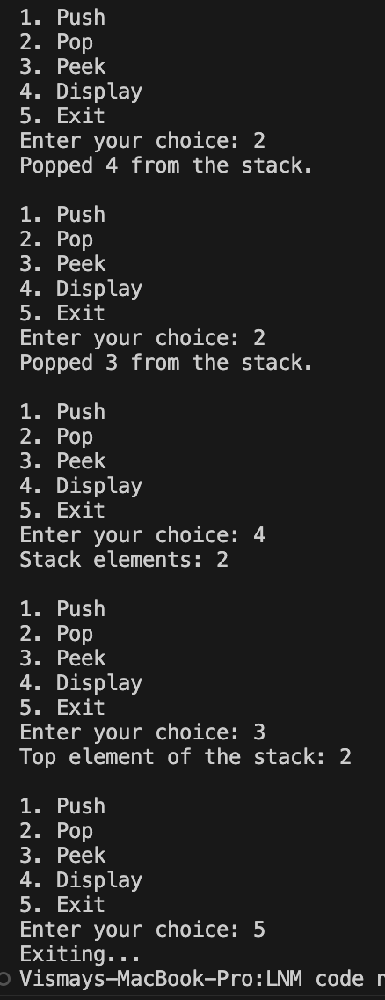 1. Push
2. Pop
3. Peek
4. Display
5. Exit
Enter your choice: 2
Popped 4 from the stack.
1. Push
2. Pop
3. Peek
4. Display
5. Exit
Enter your choice: 2
Popped 3 from the stack.
1. Push
2. Pop
3. Peek
4. Display
5. Exit
Enter your choice: 4
Stack elements: 2
1. Push
2. Pop
3. Peek
4. Display
5. Exit
Enter your choice: 3
Top element of the stack: 2
1. Push
2. Pop
3. Peek
4. Display
5. Exit
Enter your choice: 5
Exiting...
Vismays-MacBook-Pro:LNM code